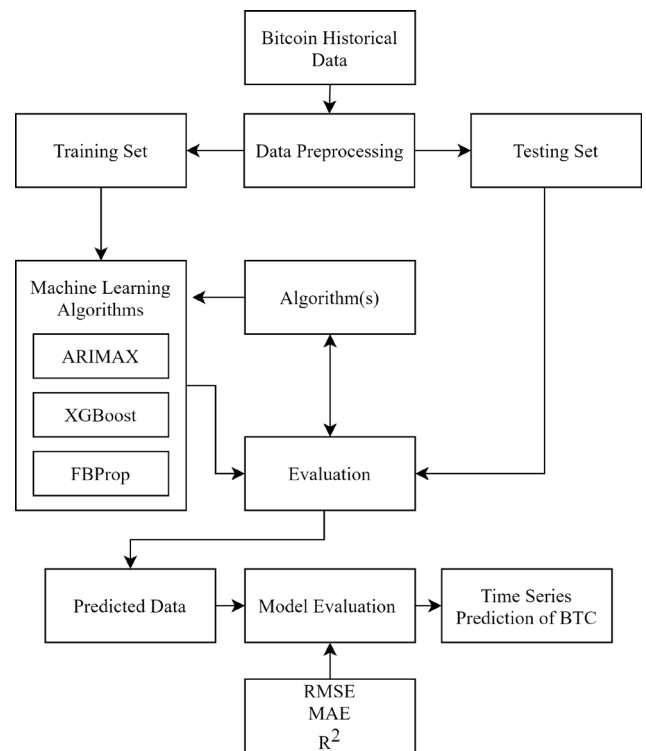 Bitcoin Historical
Data
Training Set
Data Preprocessing
Testing Set
Machine Learning
Algorithms
ARIMAX
XGBoost
FBProp
Algorithm(s)
Evaluation
Predicted Data
Model Evaluation
Time Series
Prediction of BTC
RMSE
MAE
R²